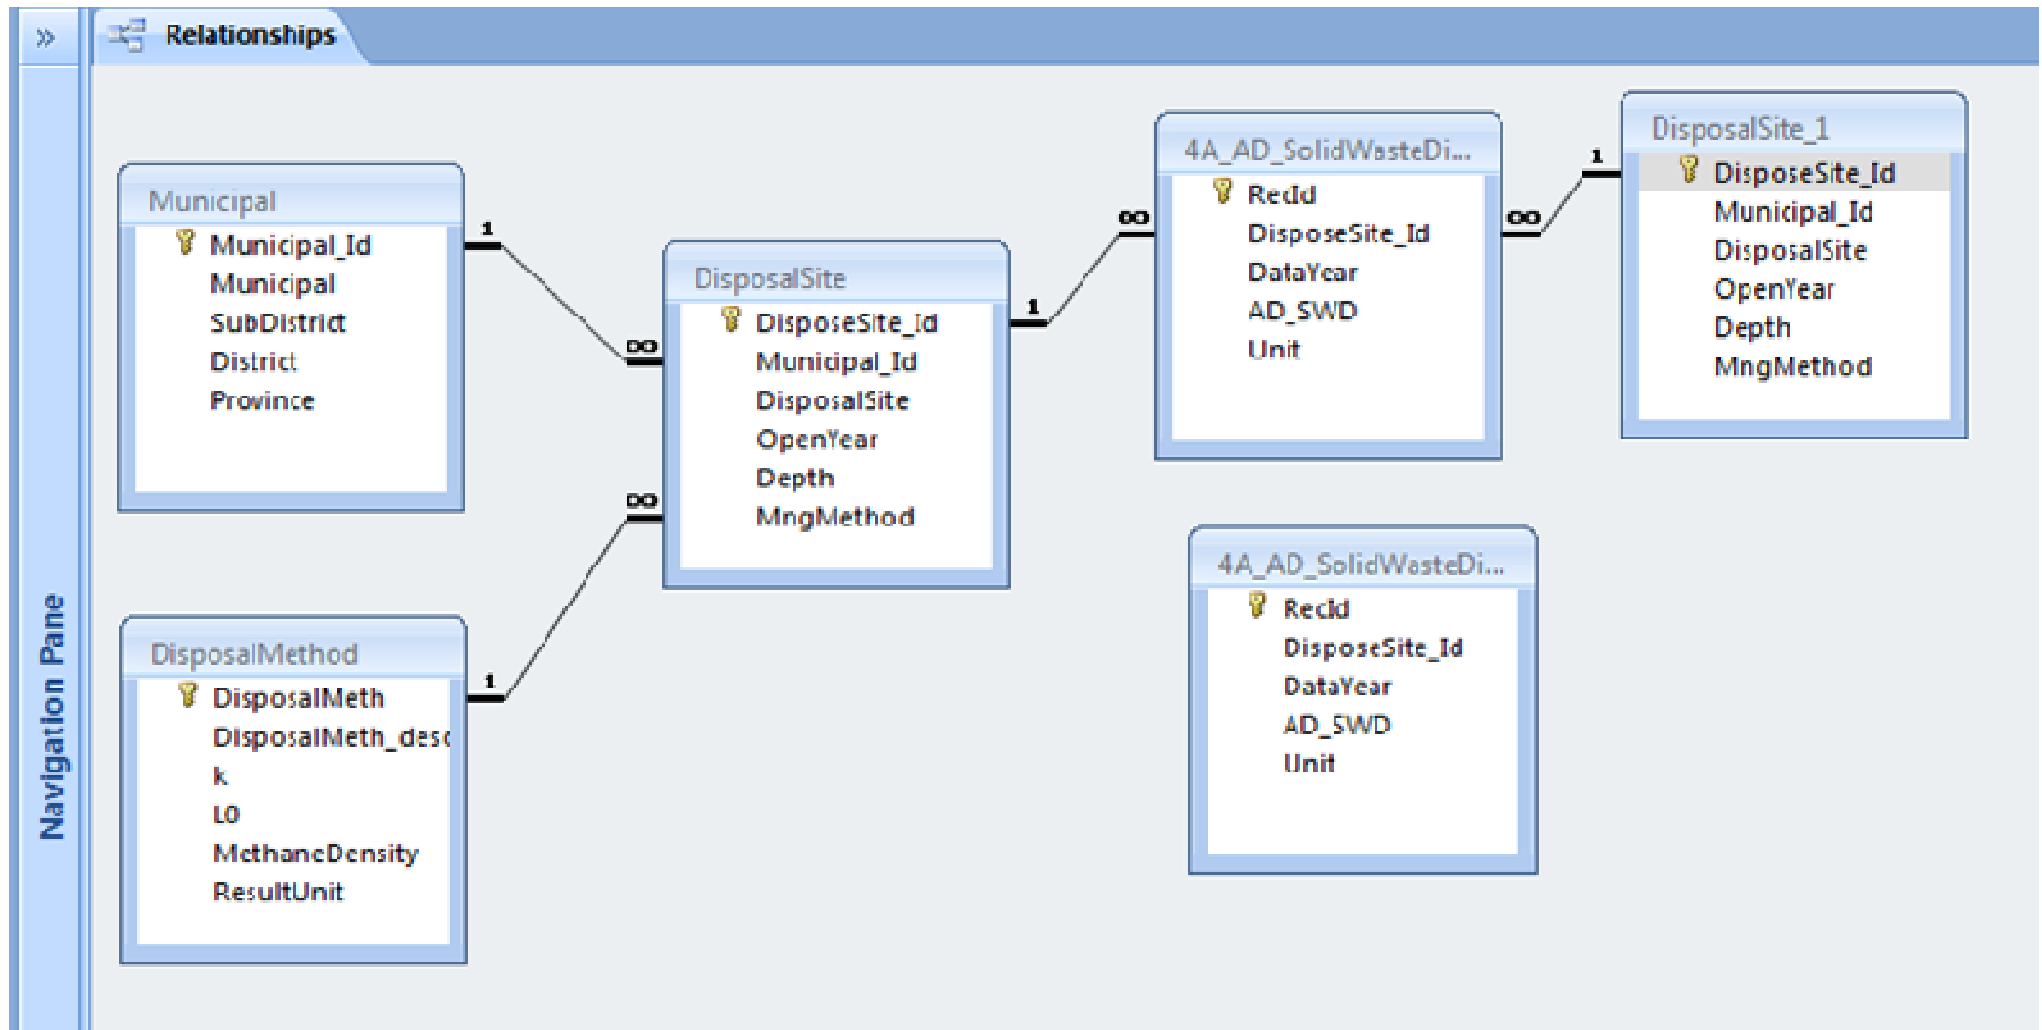 »
Relationships
Navigation Pane
Municipal
Municipal_Id
Municipal
SubDistrict
District
Province
1
∞
DisposalMethod
DisposalMeth
DisposalMeth_desc
k
L0
MethaneDensity
ResultUnit
1
∞
DisposalSite
DisposeSite_Id
Municipal_Id
DisposalSite
OpenYear
Depth
MngMethod
1
∞
4A_AD_SolidWasteDi...
RecId
DisposeSite_Id
DataYear
AD_SWD
Unit
∞
1
DisposalSite_1
DisposeSite_Id
Municipal_Id
DisposalSite
OpenYear
Depth
MngMethod
4A_AD_SolidWasteDi...
RecId
DisposeSite_Id
DataYear
AD_SWD
Unit